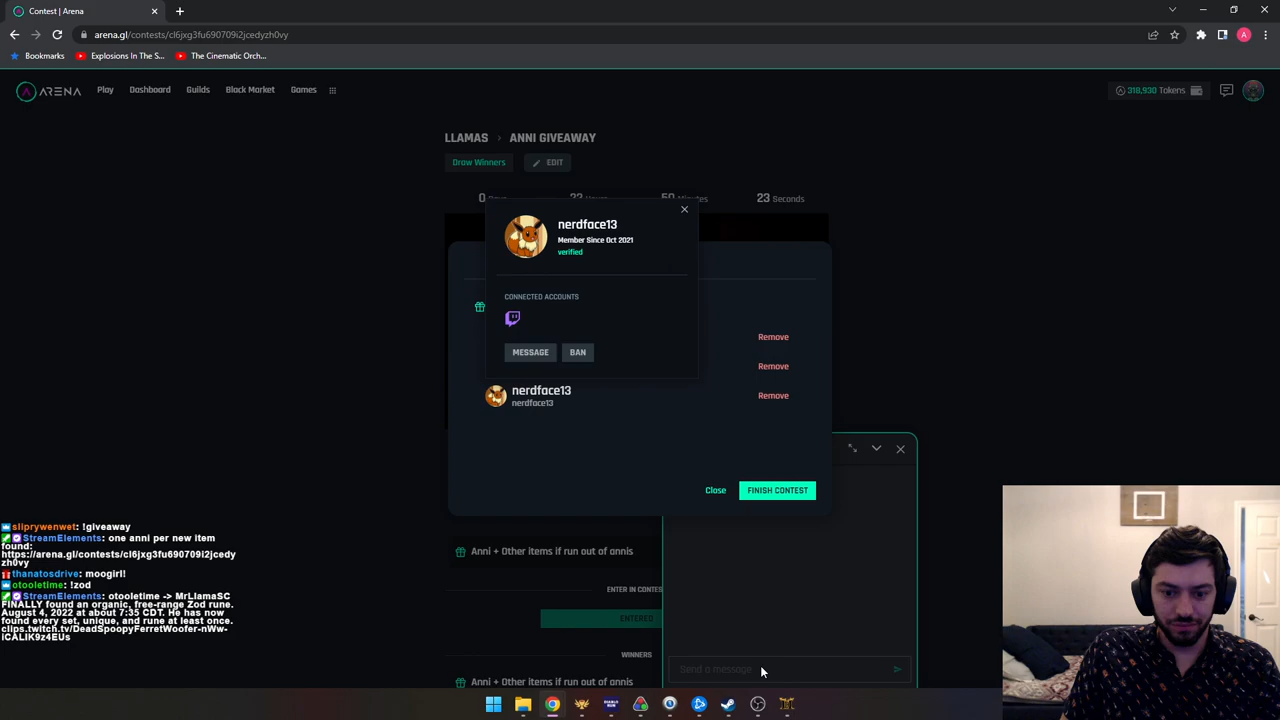 Contest | Arena
arena.gl/contests/cl6jxg3fu690709i2jcedyzh0vy
Bookmarks
Explosions In The S...
The Cinematic Orch...
A
ARENA
Play
Dashboard
Guilds
Black Market
Games
318,930 Tokens
LLAMAS > ANNI GIVEAWAY
Draw Winners
EDIT
23 Seconds
nerdface13
Member Since Oct 2021
verified
CONNECTED ACCOUNTS
MESSAGE
BAN
Remove
Remove
nerdface13
nerdface13
Remove
Close
FINISH CONTEST
Anni + Other items if run out of annis
ENTER IN CONTES
ENTERED
WINNERS
Anni + Other items if run out of annis
Send a message
sliprywenwet: !giveaway
StreamElements: one anni per new item
found:
https://arena.gl/contests/cl6jxg3fu690709i2jcedy
zh0vy
thanatosdrive: moogirl!
otooletime: !zod
StreamElements: otooletime -> MrLlamaSC
FINALLY found an organic, free-range Zod rune.
August 4, 2022 at about 7:35 CDT. He has now
found every set, unique, and rune at least once.
clips.twitch.tv/DeadSpoopyFerretWoofer-nWw-
iCALIK9z4EUs